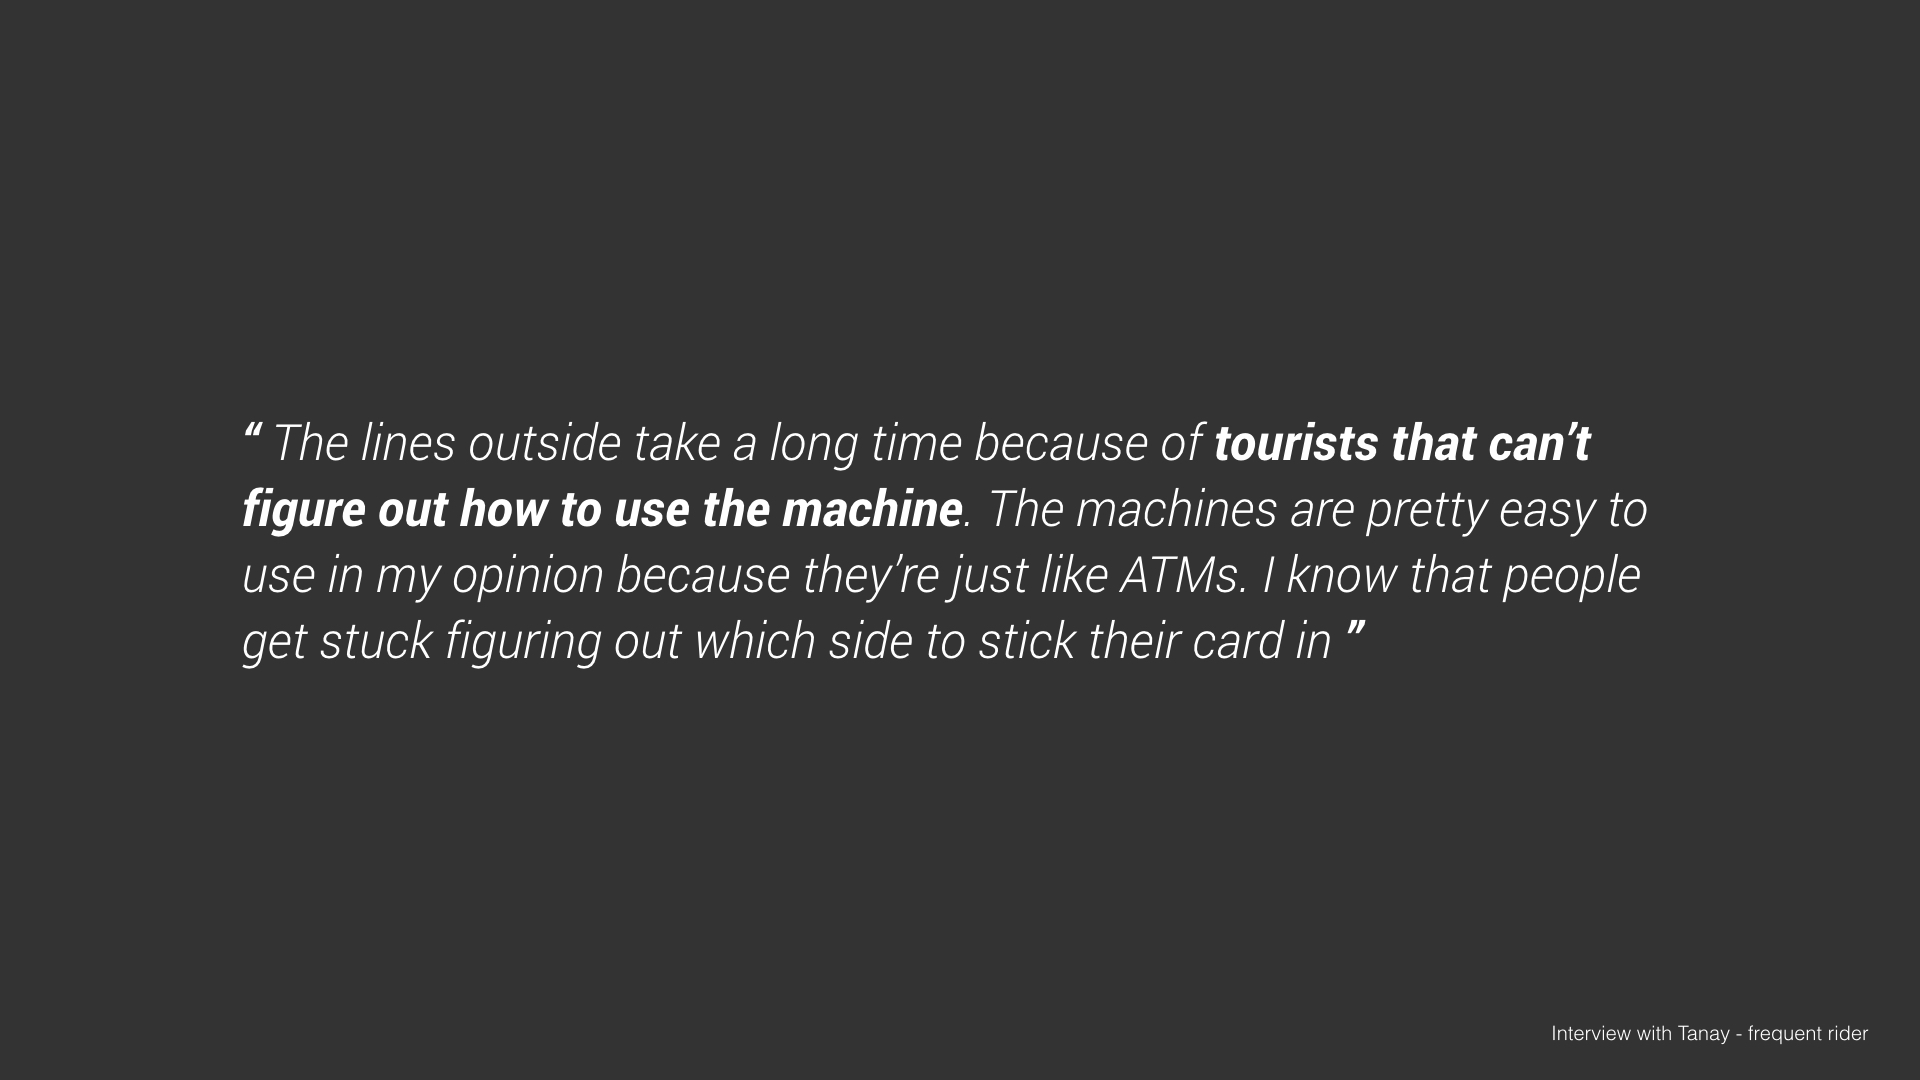 “ The lines outside take a long time because of tourists that can’t
figure out how to use the machine. The machines are pretty easy to
use in my opinion because they’re just like ATMs. I know that people
get stuck figuring out which side to stick their card in ”
Interview with Tanay - frequent rider